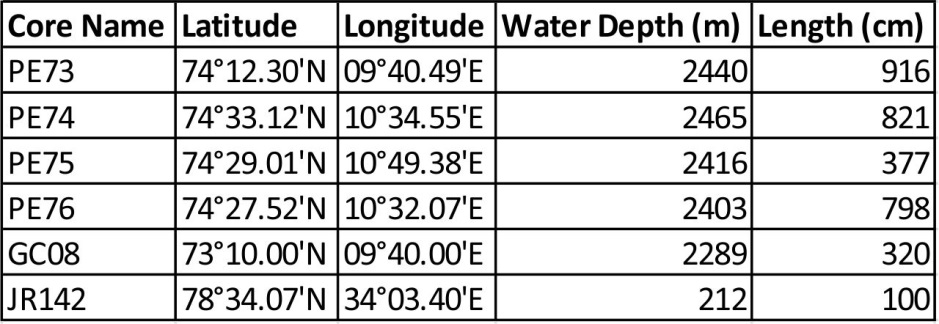 Core Name Latitude Longitude Water Depth (m) Length (cm)
PE73 74°12.30'N 09°40.49'E 2440 916
PE74 74°33.12'N 10°34.55'E 2465 821
PE75 74°29.01'N 10°49.38'E 2416 377
PE76 74°27.52'N 10°32.07'E 2403 798
GC08 73°10.00'N 09°40.00'E 2289 320
JR142 78°34.07'N 34°03.40'E 212 100